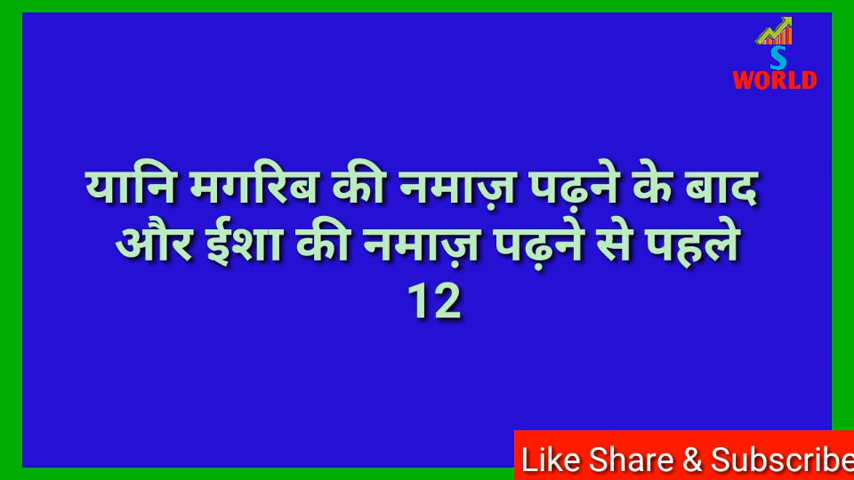 S
WORLD
यानि मगरिब की नमाज़ पढ़ने के बाद
और ईशा की नमाज़ पढ़ने से पहले
12
Like Share & Subscribe